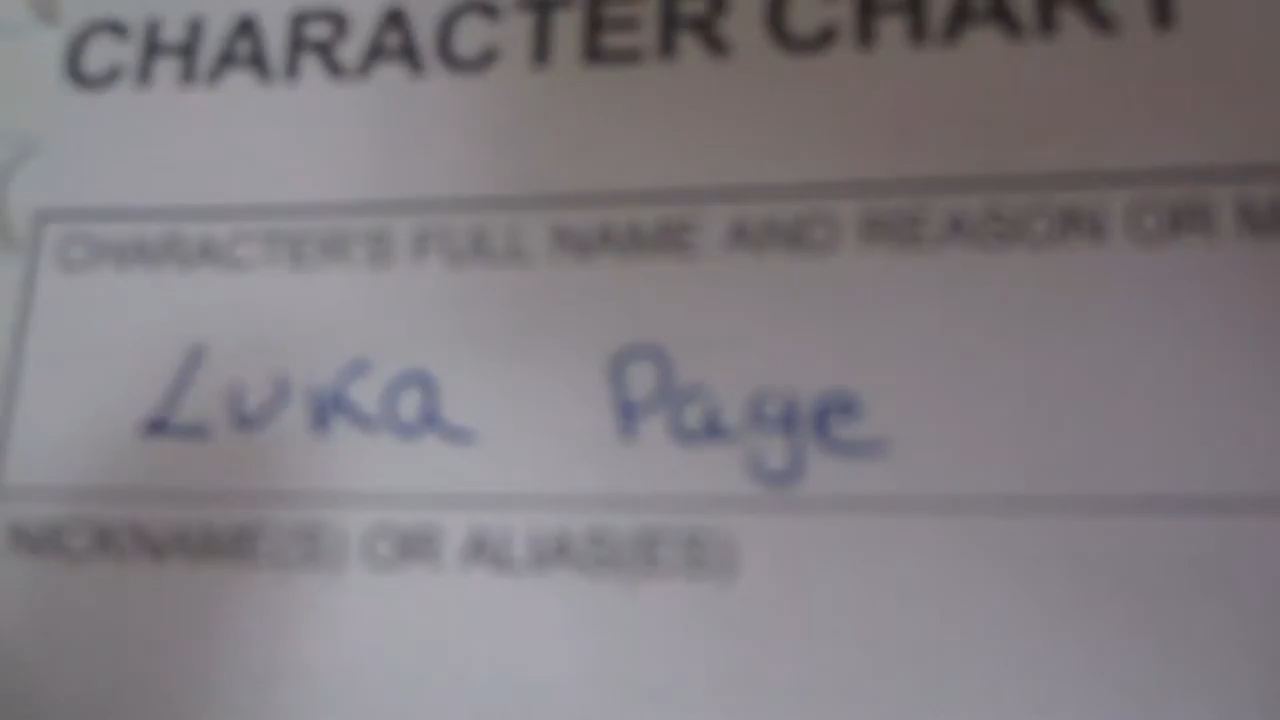 CHARACTER CHART
CHARACTER'S FULL NAME AND REASON OR
Luka Page
NICKNAME(S) OR ALIAS(ES)